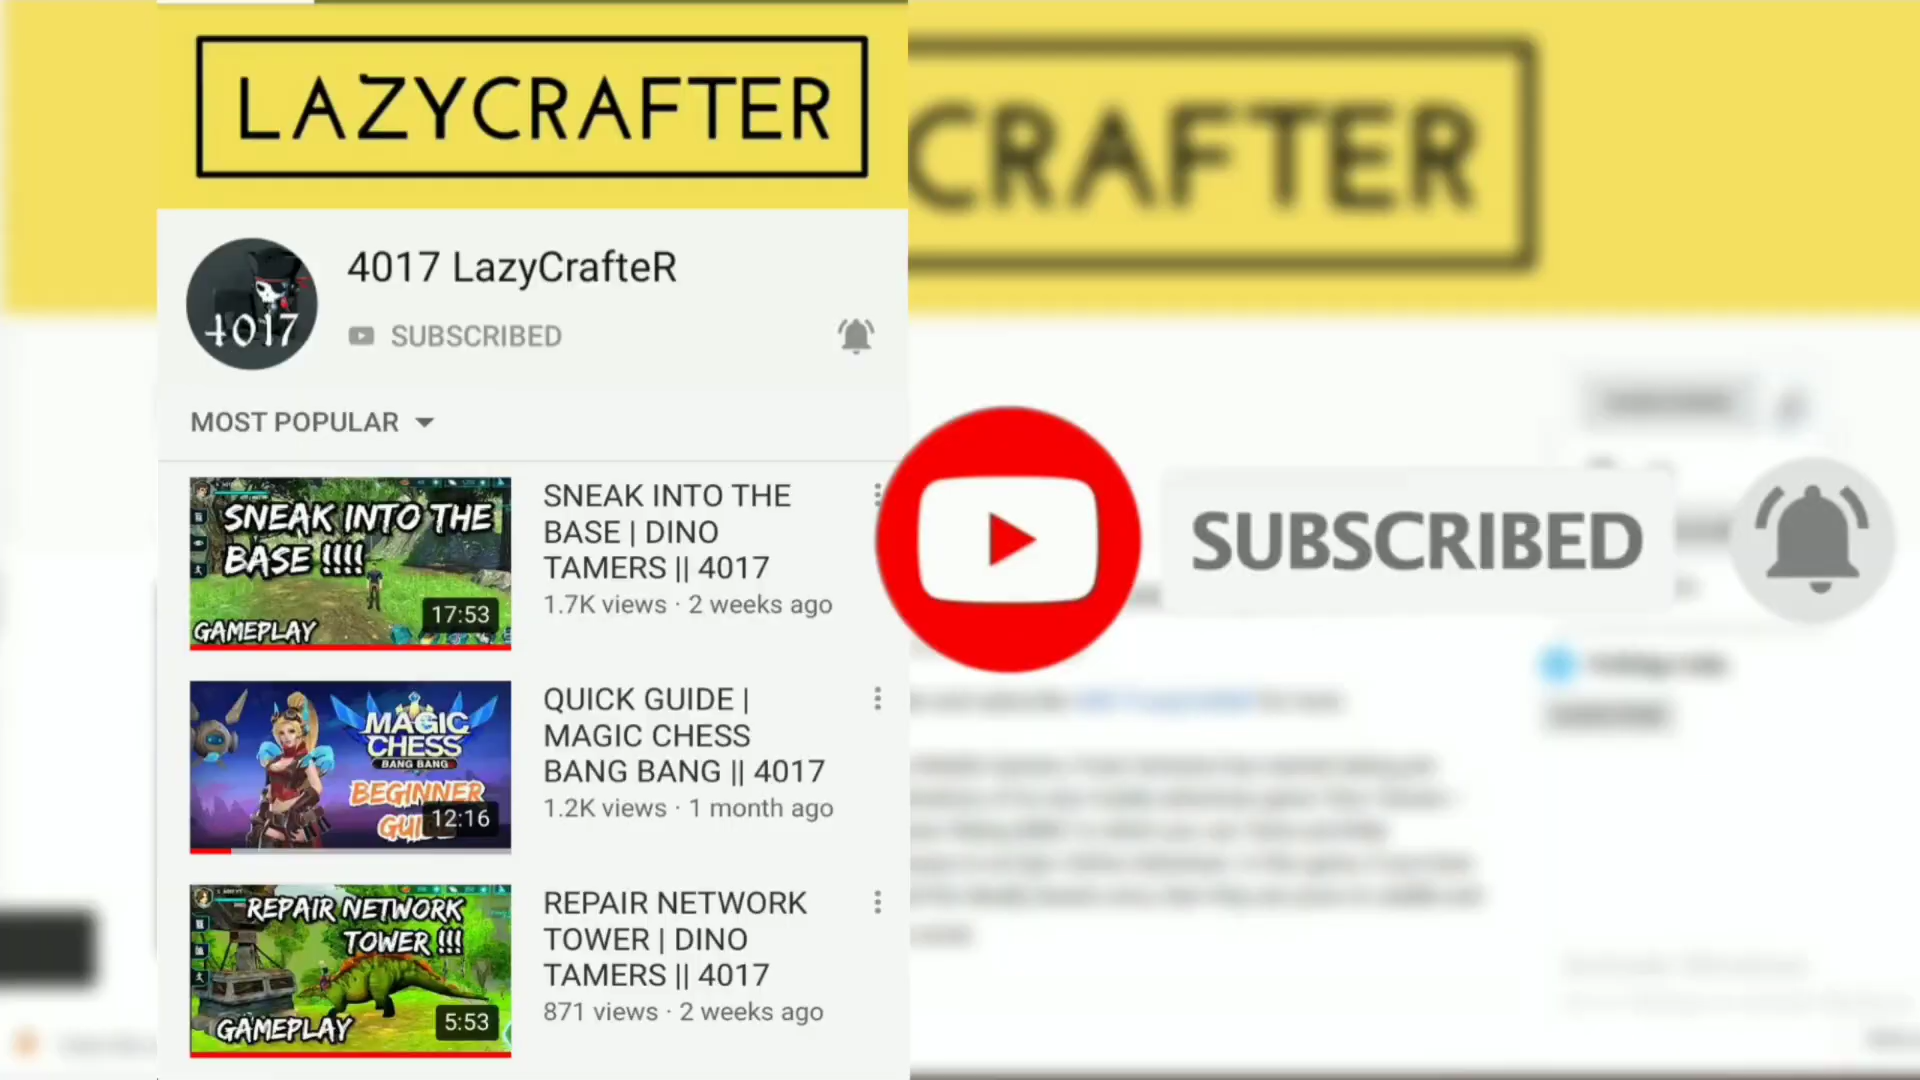 LAZYCRAFTER
CRAFTER
4017
4017 LazyCrafteR
SUBSCRIBED
MOST POPULAR
SNEAK INTO THE
BASE !!!!
GAMEPLAY
17:53
SNEAK INTO THE
BASE | DINO
TAMERS || 4017
1.7K views · 2 weeks ago
SUBSCRIBED
MAGIC
CHESS
BANG BANG
BEGINNER
12:16
QUICK GUIDE |
MAGIC CHESS
BANG BANG || 4017
1.2K views · 1 month ago
REPAIR NETWORK
TOWER !!!
GAMEPLAY
5:53
REPAIR NETWORK
TOWER | DINO
TAMERS || 4017
871 views · 2 weeks ago